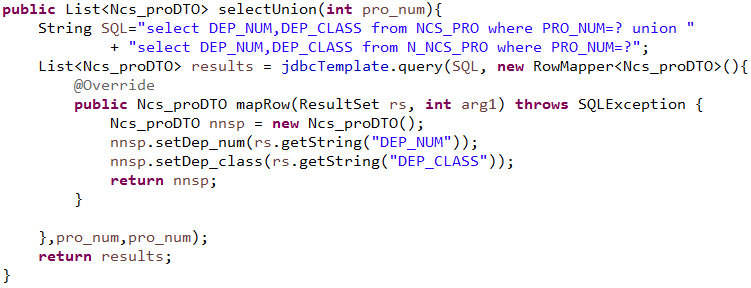 public List<Ncs_proDTO> selectUnion(int pro_num){
    String SQL="select DEP_NUM,DEP_CLASS from NCS_PRO where PRO_NUM=? union "
            + "select DEP_NUM,DEP_CLASS from N_NCS_PRO where PRO_NUM=?";
    List<Ncs_proDTO> results = jdbcTemplate.query(SQL, new RowMapper<Ncs_proDTO>(){
        @Override
        public Ncs_proDTO mapRow(ResultSet rs, int arg1) throws SQLException {
            Ncs_proDTO nnsp = new Ncs_proDTO();
            nnsp.setDep_num(rs.getString("DEP_NUM"));
            nnsp.setDep_class(rs.getString("DEP_CLASS"));
            return nnsp;
        }
    },pro_num,pro_num);
    return results;
}